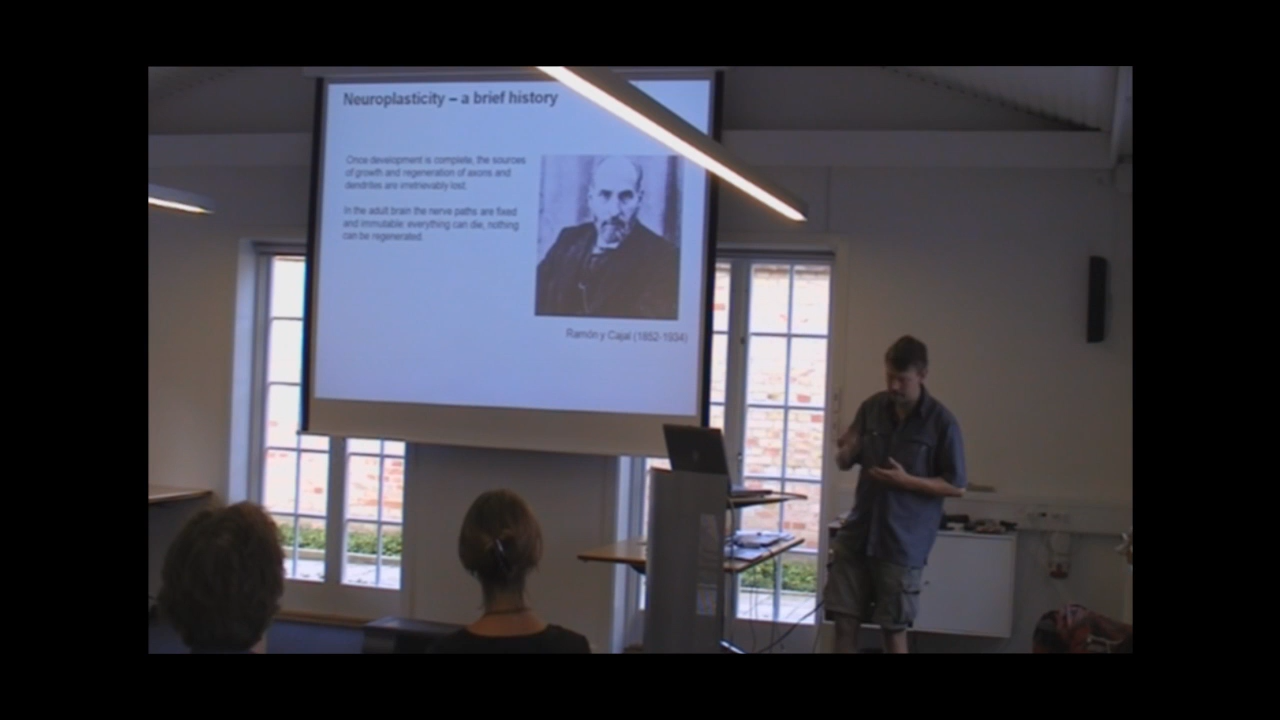 Neuroplasticity – a brief history
Once development is complete, the sources
of growth and regeneration of axons and
dendrites are irretrievably lost.
In the adult brain the nerve paths are fixed
and immutable: everything can die, nothing
can be regenerated.
Ramón y Cajal (1852-1934)